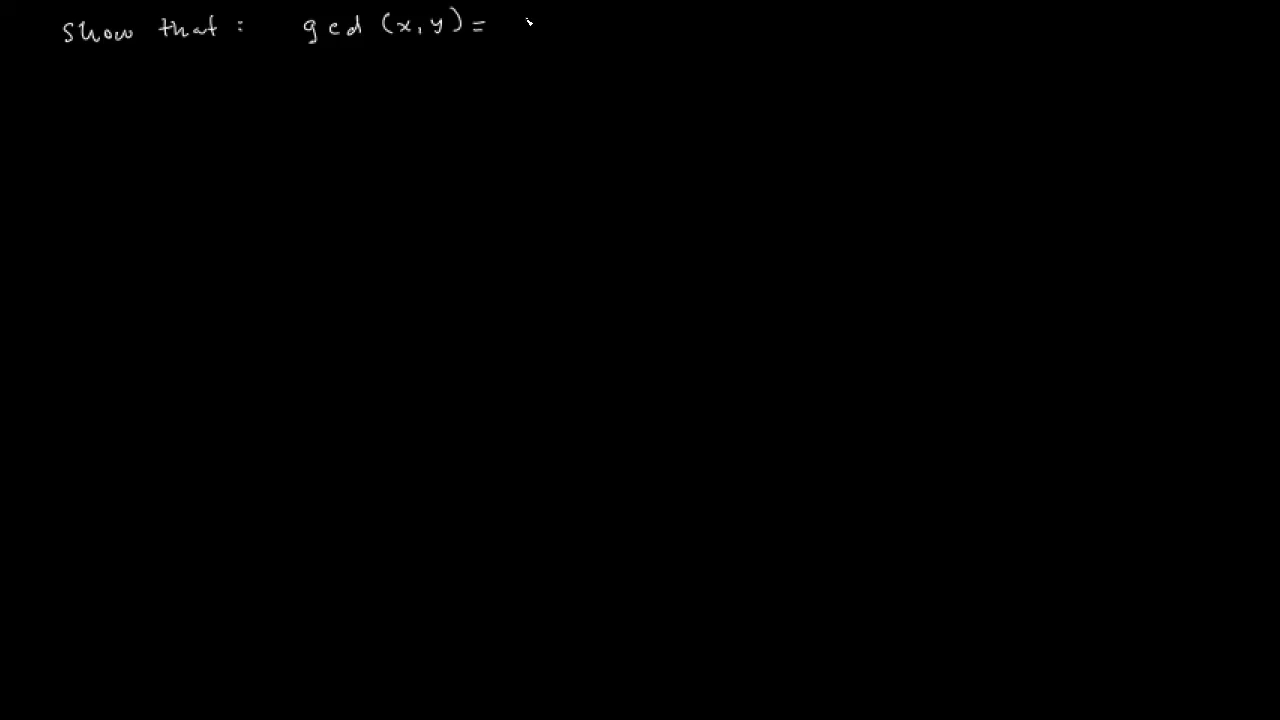 show that : gcd (x, y) =